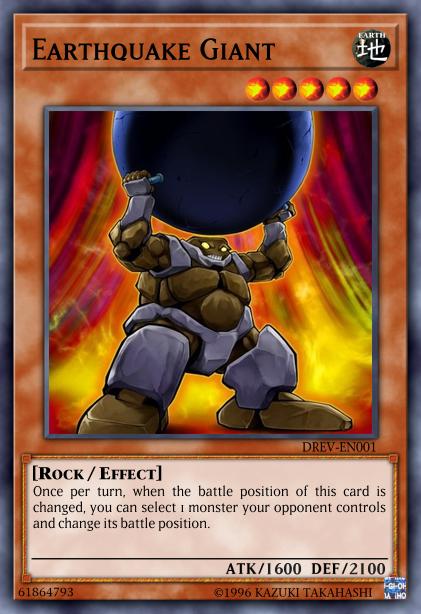 EARTHQUAKE GIANT
EARTH
地
DREV-EN001
[ROCK / EFFECT]
Once per turn, when the battle position of this card is
changed, you can select 1 monster your opponent controls
and change its battle position.
ATK/1600 DEF/2100
61864793
©1996 KAZUKI TAKAHASHI